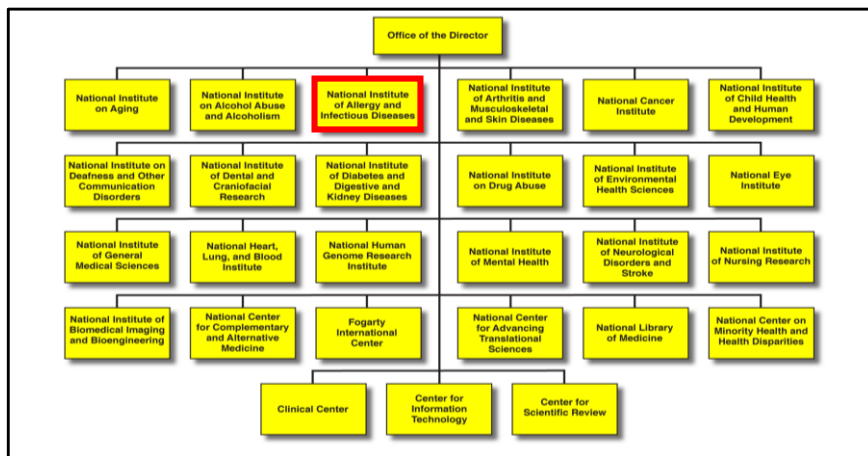 Office of the Director
National Institute
on Aging
National Institute
on Alcohol Abuse
and Alcoholism
National Institute
of Allergy and
Infectious Diseases
National Institute
of Arthritis and
Musculoskeletal
and Skin Diseases
National Cancer
Institute
National Institute
of Child Health
and Human
Development
National Institute on
Deafness and Other
Communication
Disorders
National Institute
of Dental and
Craniofacial
Research
National Institute
of Diabetes and
Digestive and
Kidney Diseases
National Institute
on Drug Abuse
National Institute
of Environmental
Health Sciences
National Eye
Institute
National Institute
of General
Medical Sciences
National Heart,
Lung, and Blood
Institute
National Human
Genome Research
Institute
National Institute
of Mental Health
National Institute
of Neurological
Disorders and
Stroke
National Institute
of Nursing Research
National Institute of
Biomedical Imaging
and Bioengineering
National Center
for Complementary
and Alternative
Medicine
Fogarty
International
Center
National Center
for Advancing
Translational
Sciences
National Library
of Medicine
National Center on
Minority Health and
Health Disparities
Clinical Center
Center for
Information
Technology
Center for
Scientific Review